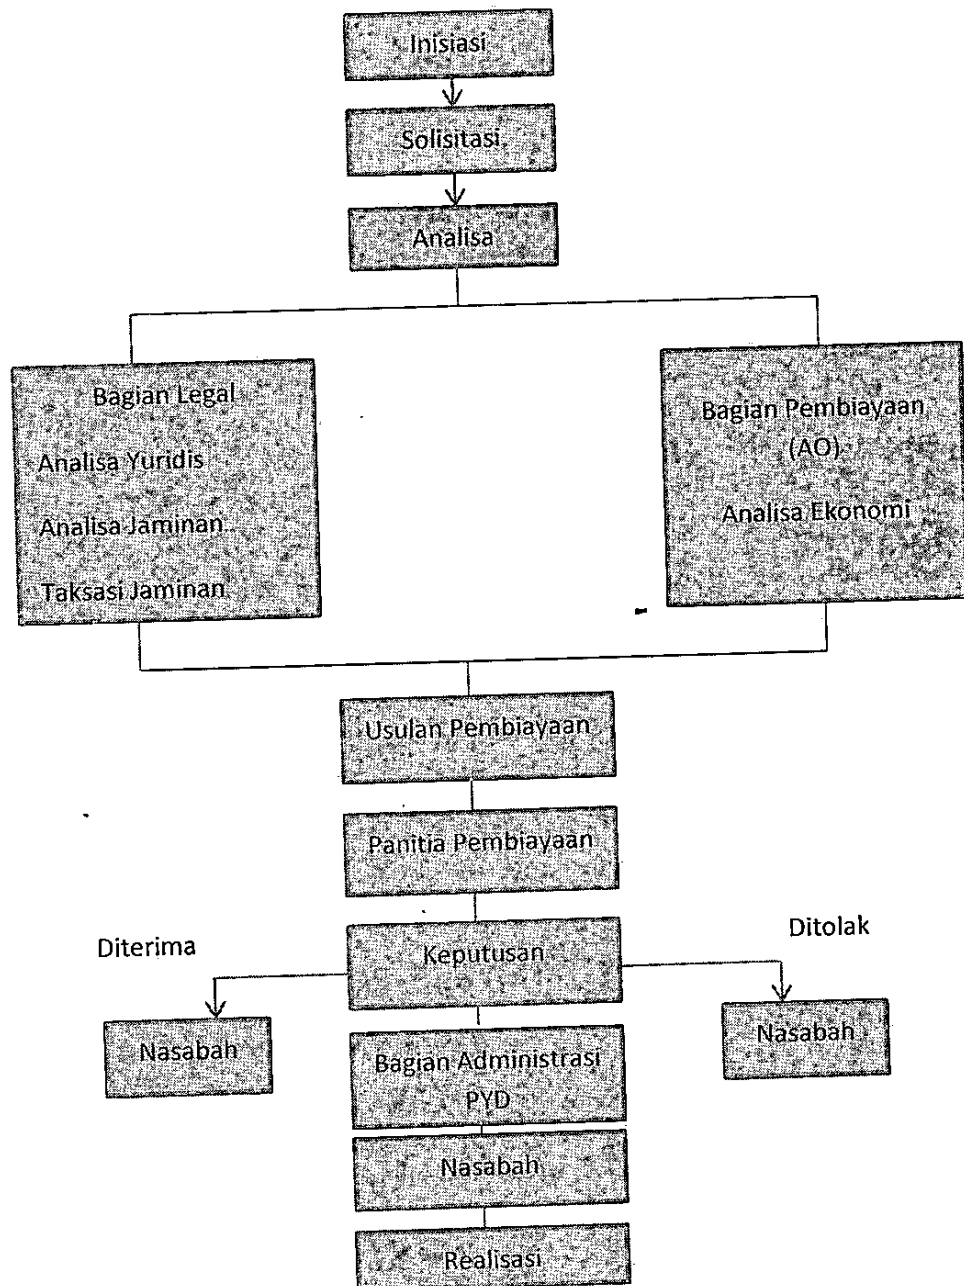 Inisiasi
Solisitasi
Analisa
Bagian Legal
Analisa Yuridis
Analisa Jaminan
Taksasi Jaminan
Bagian Pembiayaan
(AO)
Analisa Ekonomi
Usulan Pembiayaan
Panitia Pembiayaan
Diterima
Keputusan
Ditolak
Nasabah
Bagian Administrasi
PYD
Nasabah
Nasabah
Realisasi